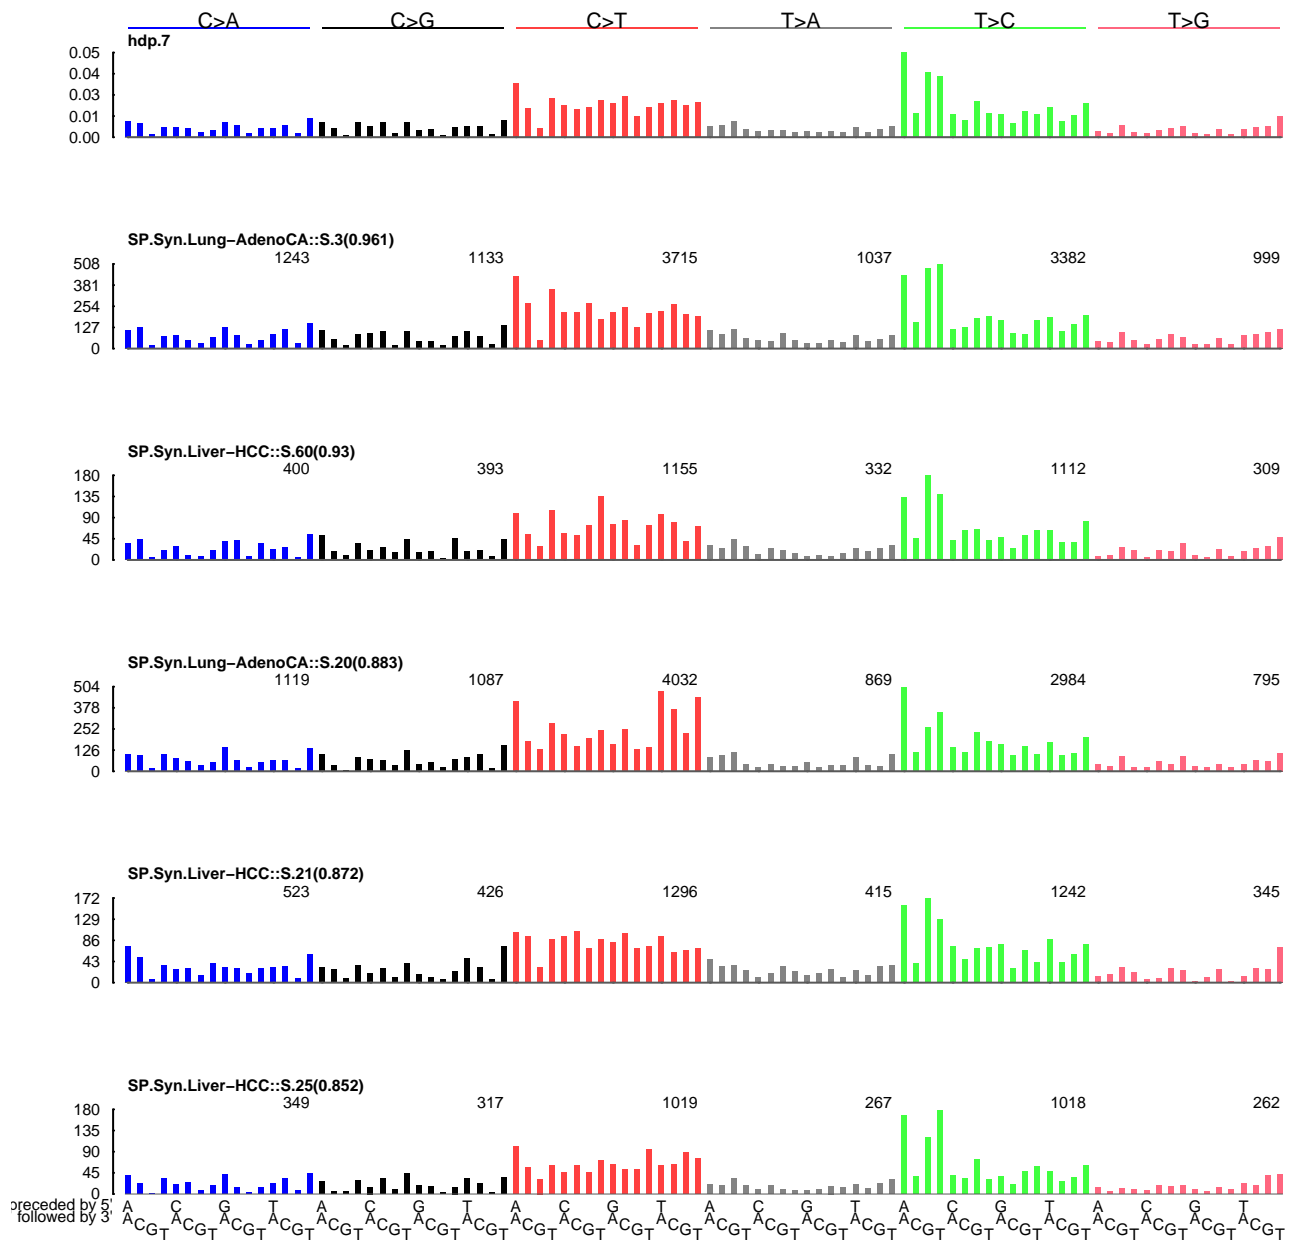 C>A C>G C>T T>A T>C T>G
hdp.7
0.05
0.04
0.03
0.01
0.00
SP.Syn.Lung−AdenoCA::S.3(0.961)
1243 1133 3715 1037 3382 999
508
381
254
127
0
SP.Syn.Liver−HCC::S.60(0.93)
400 393 1155 332 1112 309
180
135
90
45
0
SP.Syn.Lung−AdenoCA::S.20(0.883)
1119 1087 4032 869 2984 795
504
378
252
126
0
SP.Syn.Liver−HCC::S.21(0.872)
523 426 1296 415 1242 345
172
129
86
43
0
SP.Syn.Liver−HCC::S.25(0.852)
349 317 1019 267 1018 262
180
135
90
45
0
preceded by 5' A C G T A C G T A C G T A C G T A C G T A C G T
followed by 3' A C G T A C G T A C G T A C G T A C G T A C G T A C G T A C G T A C G T A C G T A C G T A C G T A C G T A C G T A C G T A C G T A C G T A C G T A C G T A C G T A C G T A C G T A C G T A C G T